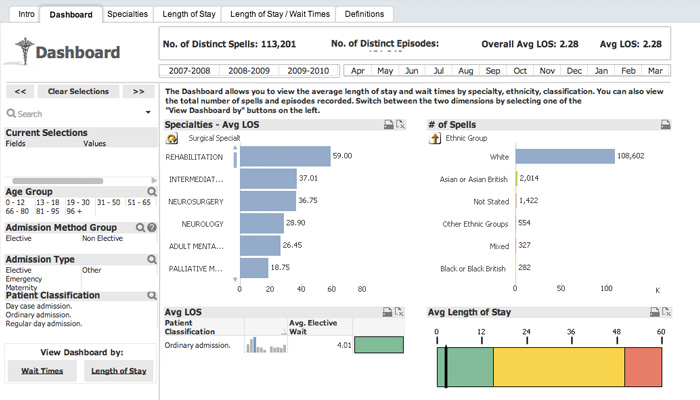 Intro Dashboard Specialties Length of Stay Length of Stay / Wait Times Definitions
Dashboard
No. of Distinct Spells: 113,201 No. of Distinct Episodes: Overall Avg LOS: 2.28 Avg LOS: 2.28
2007-2008 2008-2009 2009-2010 Apr May Jun Jul Aug Sep Oct Nov Dec Jan Feb Mar
<< Clear Selections >>
Search
Current Selections
Fields Values
Age Group
0 - 12 13 - 18 19 - 30 31 - 50 51 - 65
66 - 80 81 - 95 96 +
Admission Method Group
Elective Non Elective
Admission Type
Elective Other
Emergency
Maternity
Patient Classification
Day case admission.
Ordinary admission.
Regular day admission.
View Dashboard by:
Wait Times Length of Stay
The Dashboard allows you to view the average length of stay and wait times by specialty, ethnicity, classification. You can also view
the total number of spells and episodes recorded. Switch between the two dimensions by selecting one of the
"View Dashboard by" buttons on the left.
Specialties - Avg LOS
Surgical Specialt
REHABILITATION 59.00
INTERMEDIAT... 37.01
NEUROSURGERY 36.75
NEUROLOGY 28.90
ADULT MENTA... 26.45
PALLIATIVE M... 18.75
0 20 40 60 80
# of Spells
Ethnic Group
White 108,602
Asian or Asian British 2,014
Not Stated 1,422
Other Ethnic Groups 554
Mixed 327
Black or Black British 282
0 50 100 K
Avg LOS
Patient Classification Avg. Elective Wait
Ordinary admission. 4.01
Avg Length of Stay
0 12 24 36 48 60